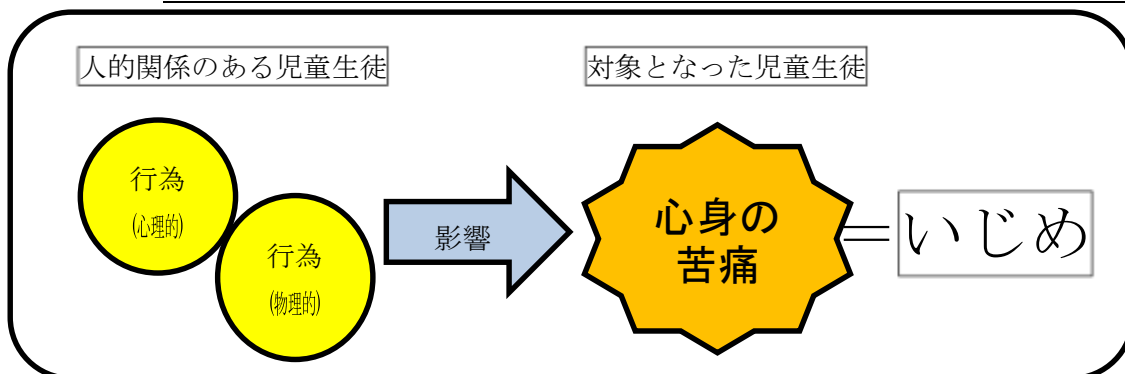 人的関係のある児童生徒
対象となった児童生徒
行為
(心理的)
行為
(物理的)
影響
心身の
苦痛
＝いじめ